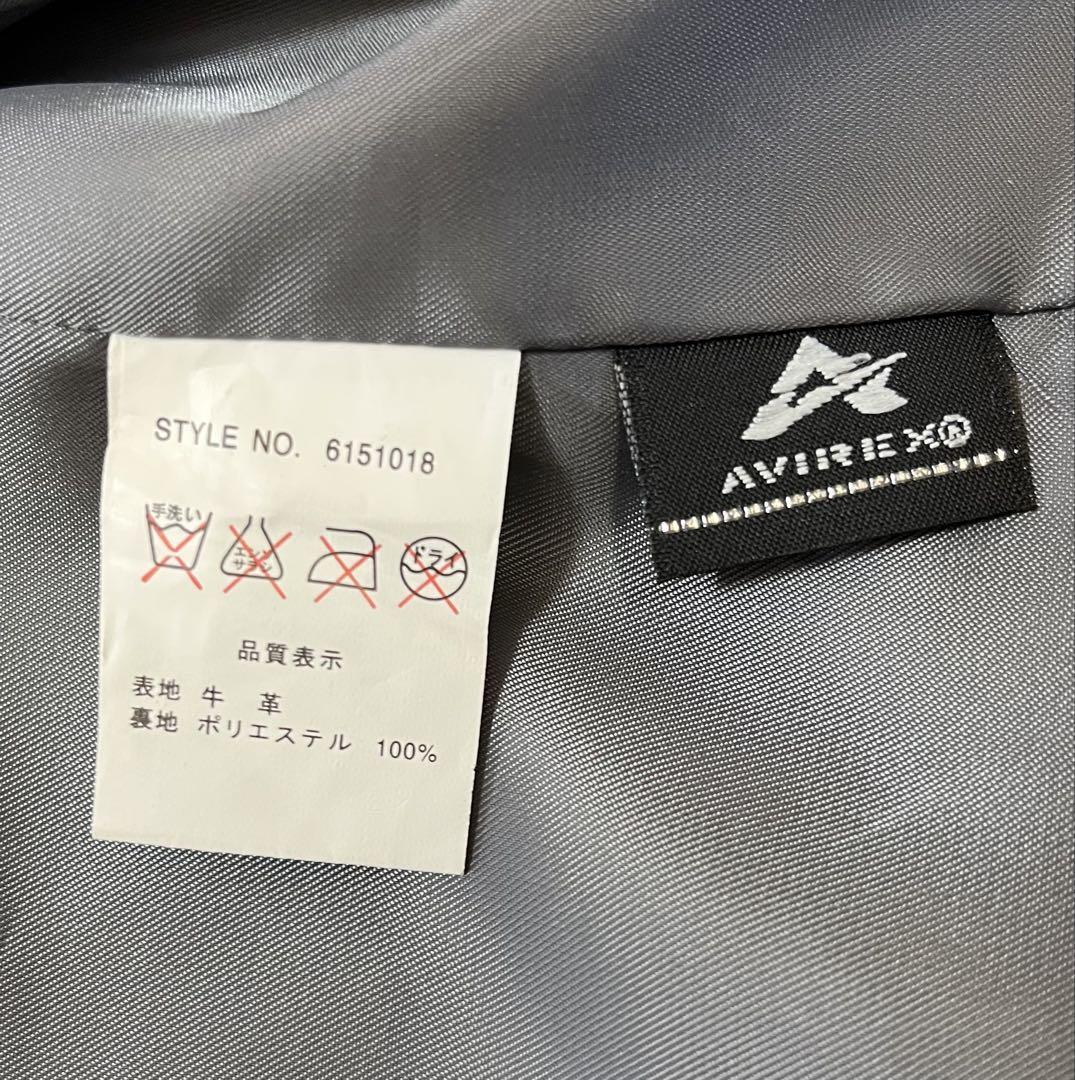 STYLE NO. 6151018
手洗い
エンソ
サラシ
ドライ
品質表示
表地 牛 革
裏地 ポリエステル 100%
AVIREX®